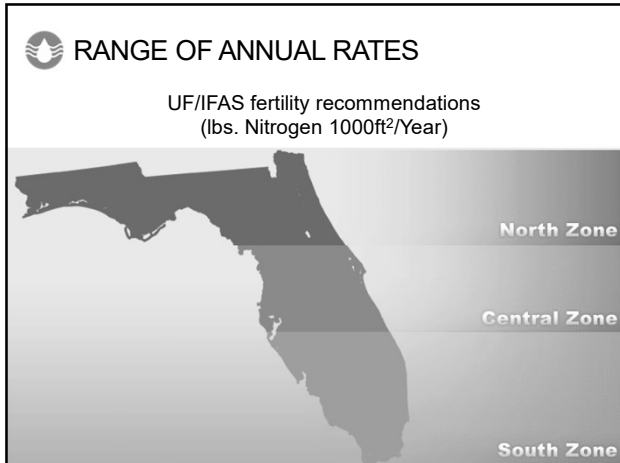 RANGE OF ANNUAL RATES
UF/IFAS fertility recommendations
(lbs. Nitrogen 1000ft²/Year)
North Zone
Central Zone
South Zone